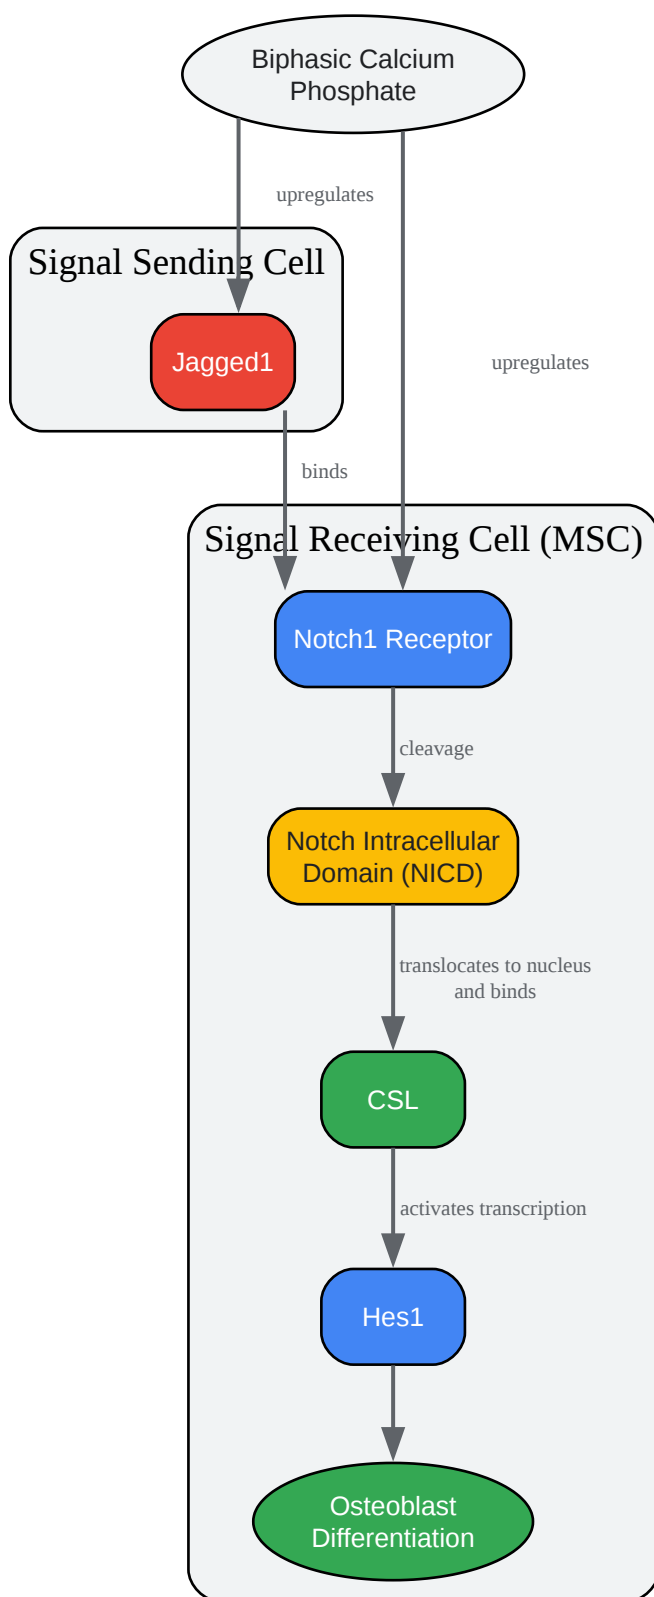 Biphasic Calcium
Phosphate
upregulates
Signal Sending Cell
Jagged1
upregulates
binds
Signal Receiving Cell (MSC)
Notch1 Receptor
cleavage
Notch Intracellular
Domain (NICD)
translocates to nucleus
and binds
CSL
activates transcription
Hes1
Osteoblast
Differentiation